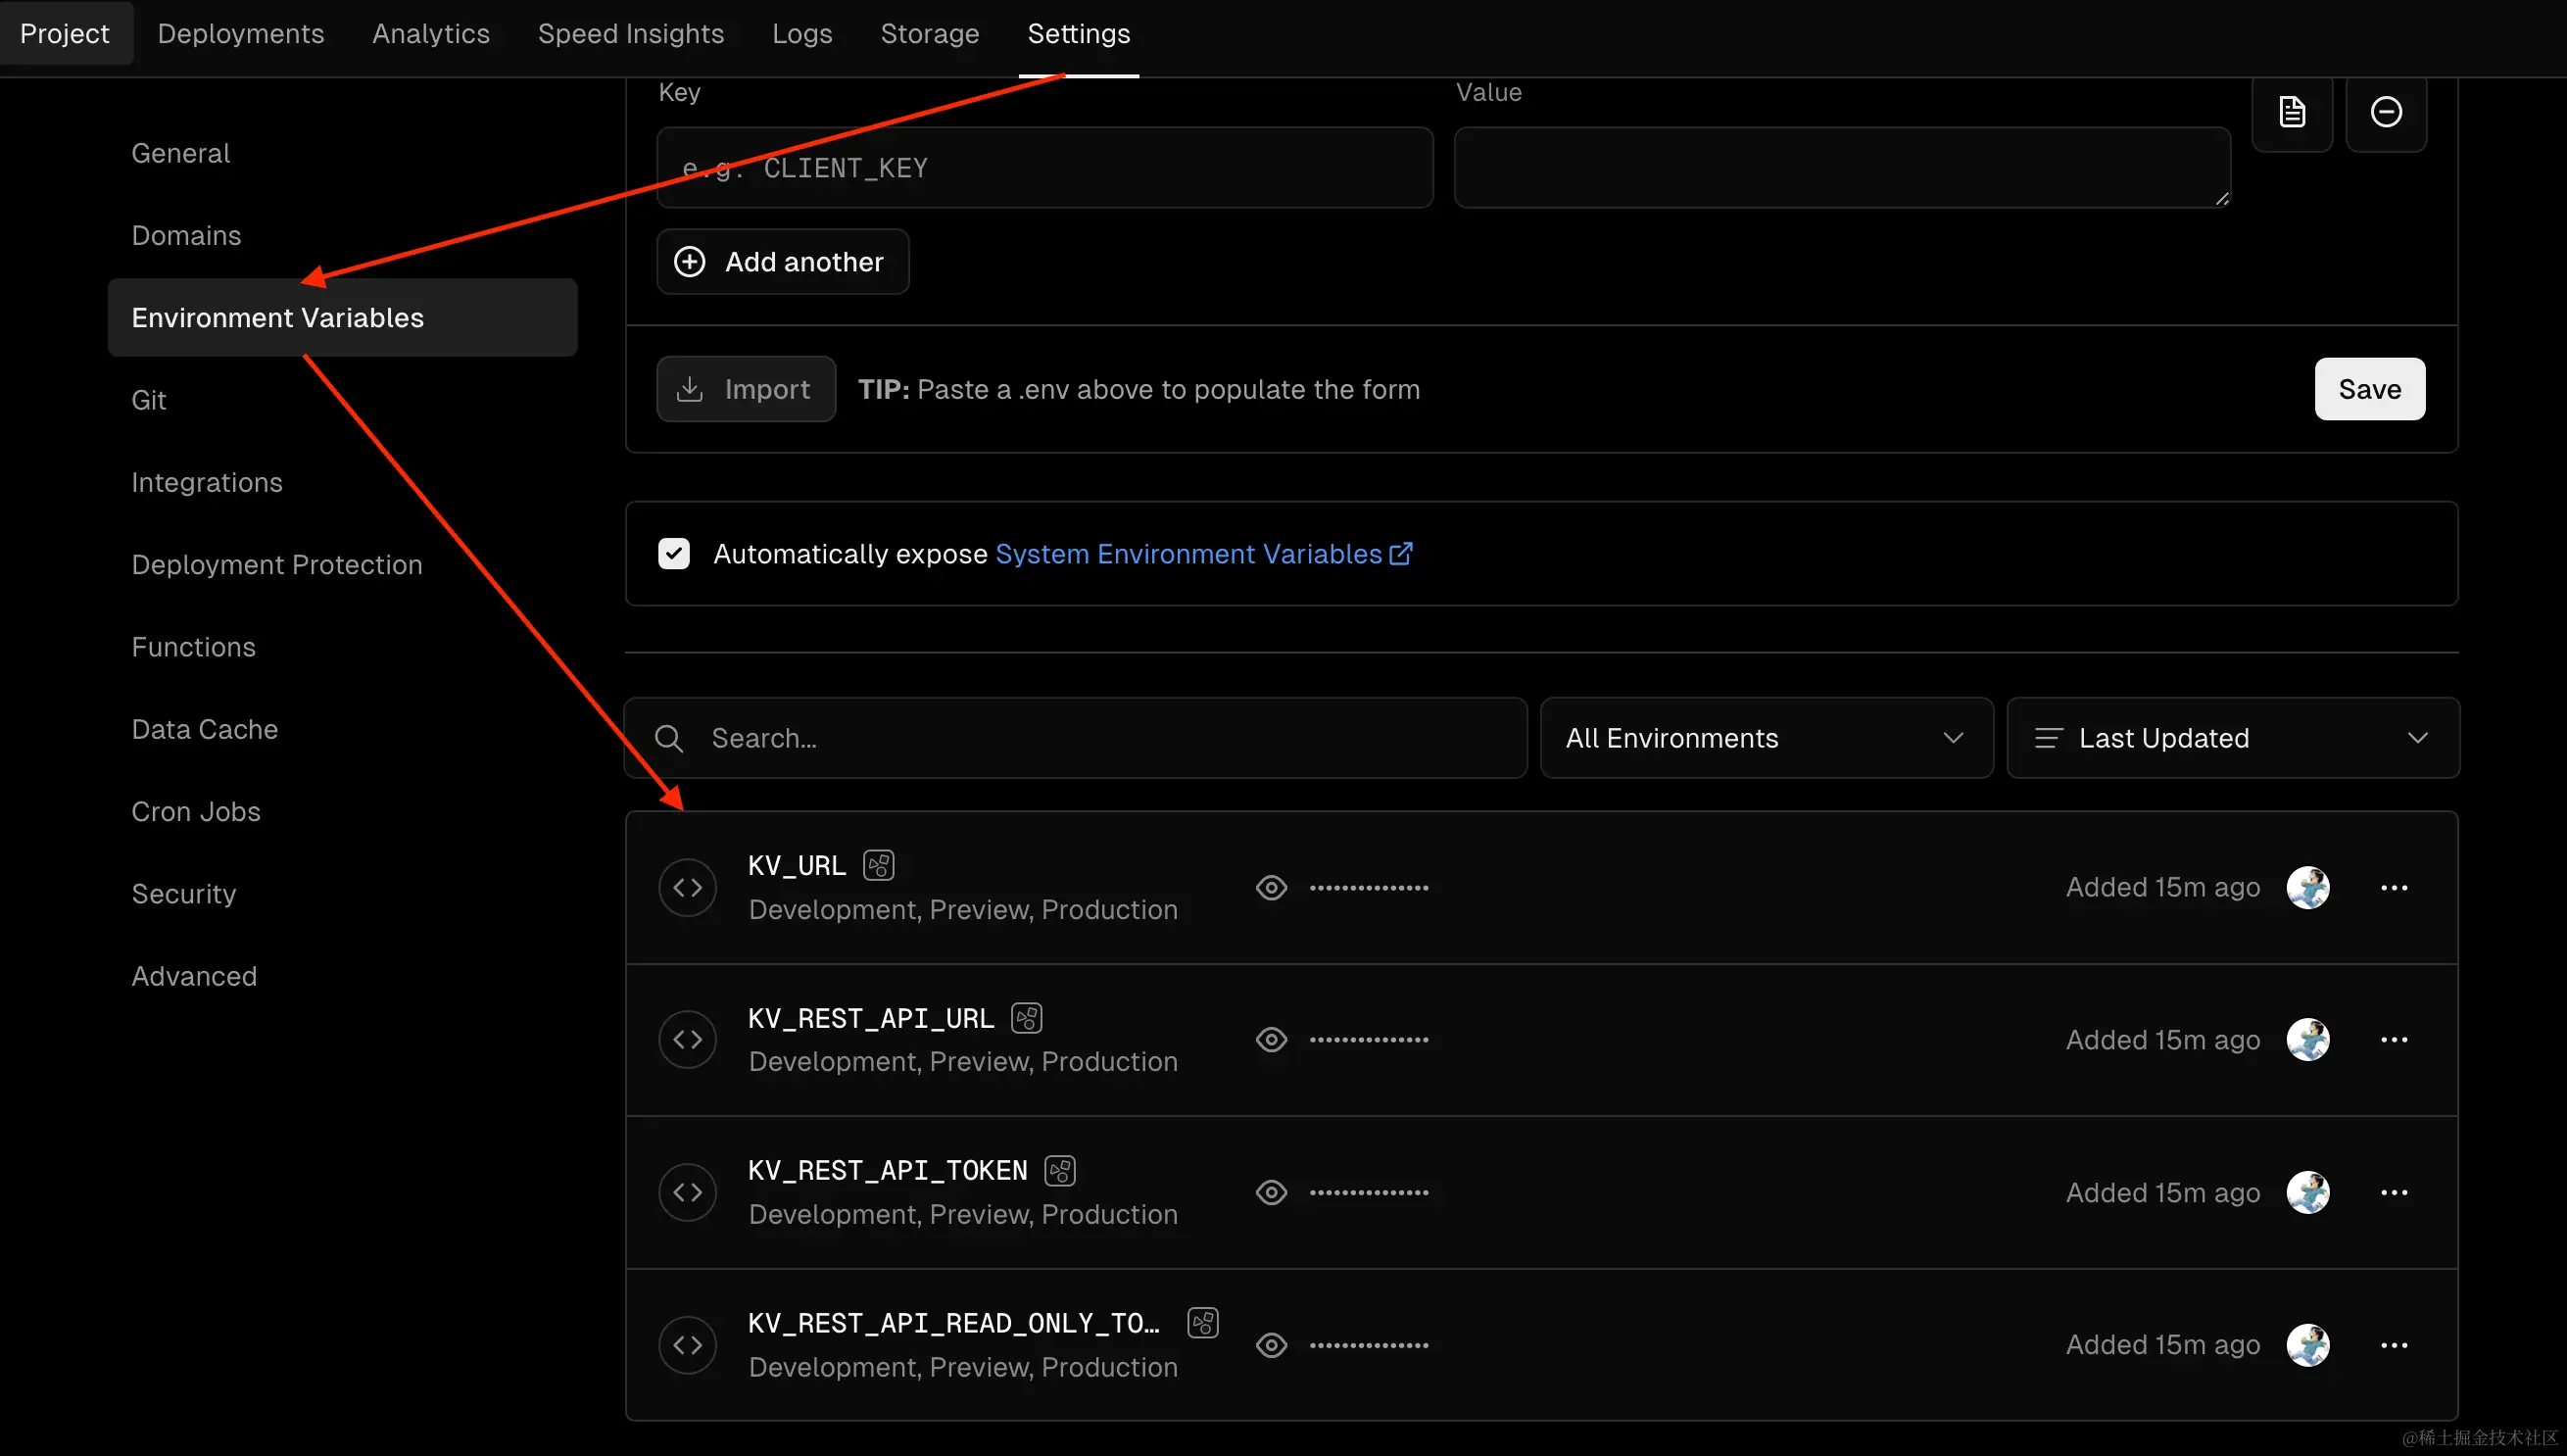 Project Deployments Analytics Speed Insights Logs Storage Settings
General
Domains
Environment Variables
Git
Integrations
Deployment Protection
Functions
Data Cache
Cron Jobs
Security
Advanced
Key Value
e.g. CLIENT_KEY
Add another
Import TIP: Paste a .env above to populate the form Save
Automatically expose System Environment Variables
Search... All Environments Last Updated
KV_URL
Development, Preview, Production
Added 15m ago
KV_REST_API_URL
Development, Preview, Production
Added 15m ago
KV_REST_API_TOKEN
Development, Preview, Production
Added 15m ago
KV_REST_API_READ_ONLY_TO...
Development, Preview, Production
Added 15m ago
@稀土掘金技术社区